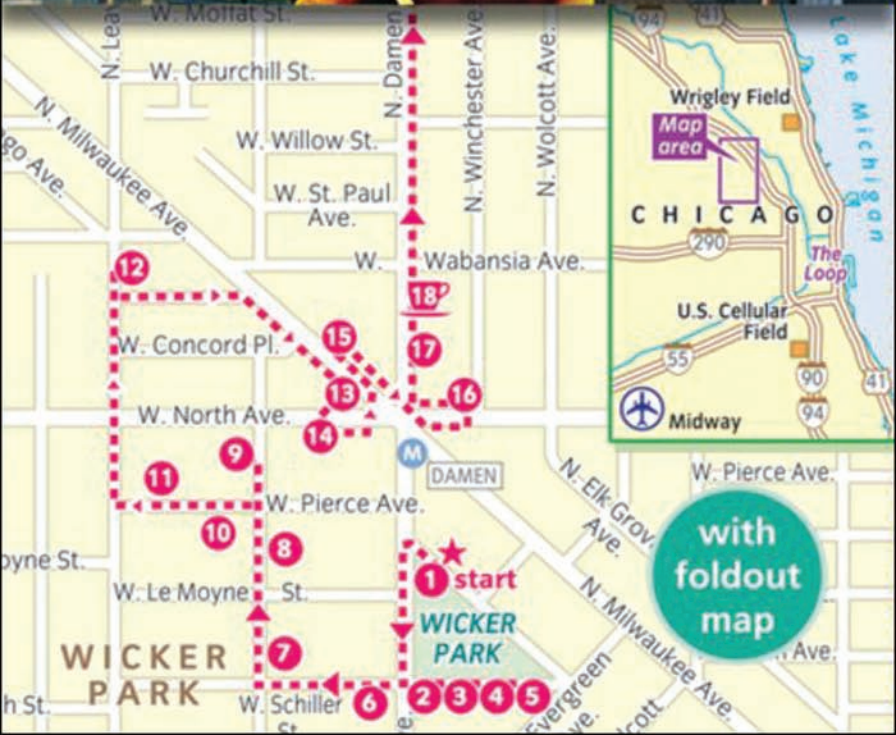 W. Moffat St.
N. Lea
W. Churchill St.
N. Damen
N. Winchester Ave.
N. Wolcott Ave.
N. Milwaukee Ave.
go Ave.
W. Willow St.
W. St. Paul
Ave.
W. Wabansia Ave.
12
18
W. Concord Pl.
15
17
13
16
W. North Ave.
14
9
M
DAMEN
11
W. Pierce Ave.
10
8
oyne St.
1 start
W. Le Moyne St.
WICKER
PARK
WICKER
PARK
7
6
2 3 4 5
h St.
W. Schiller
St.
e.
Evergreen
ve.
lcott
N. Elk Grov
Ave.
N. Milwaukee Ave.
W. Pierce Ave.
Ave.
with
foldout
map
94
41
Lake Michigan
Wrigley Field
Map
area
CHICAGO
290
The
Loop
U.S. Cellular
Field
55
90
94
41
Midway